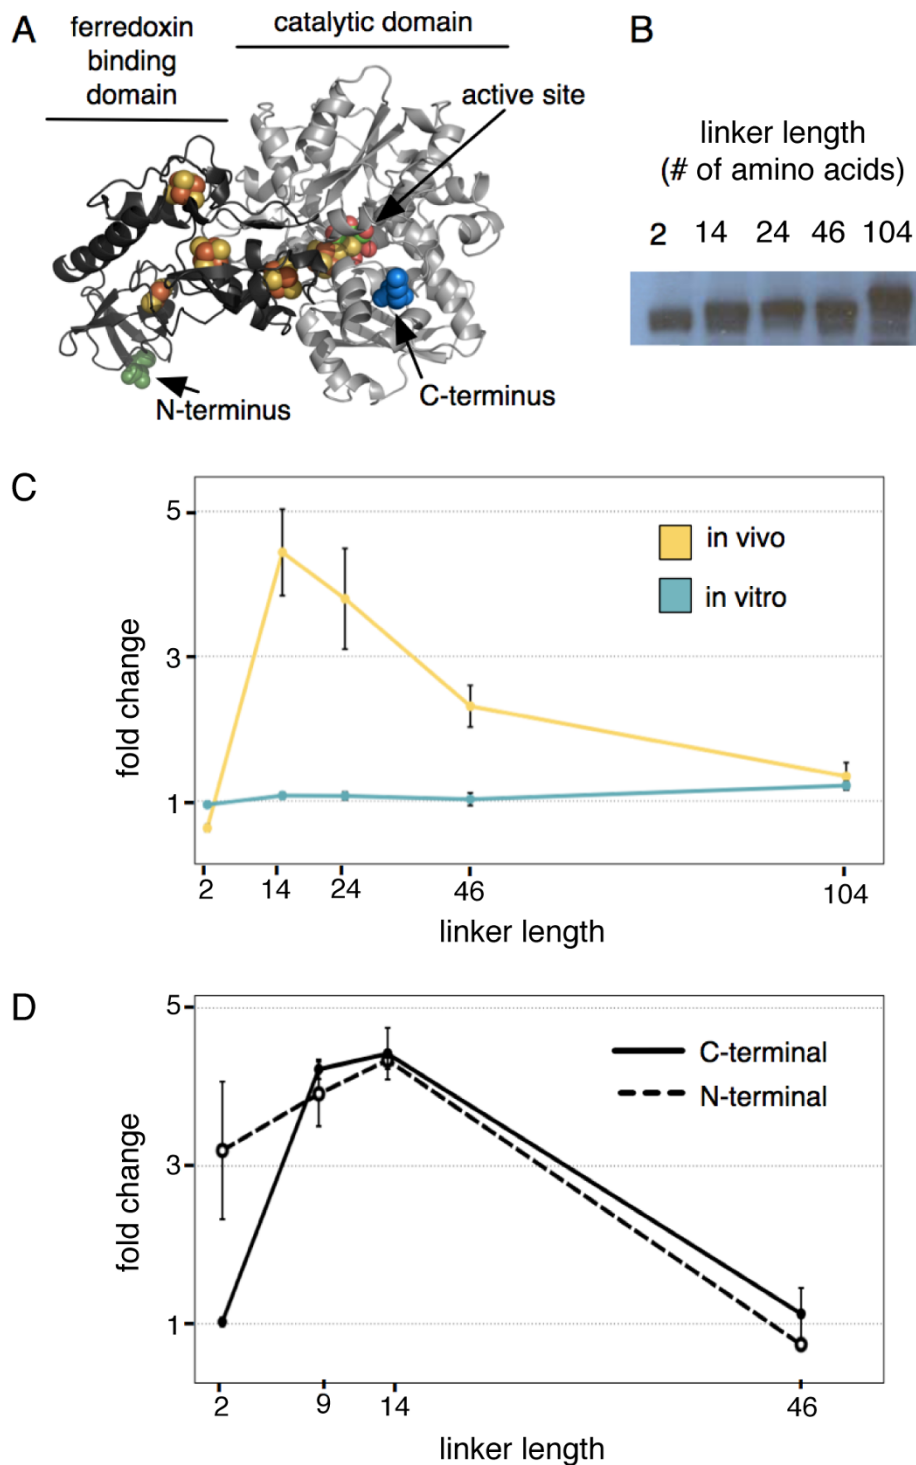 A
ferredoxin
binding
domain
catalytic domain
active site
N-terminus
C-terminus
B
linker length
(# of amino acids)
2 14 24 46 104
C
fold change
5
3
1
in vivo
in vitro
2 14 24 46 104
linker length
D
fold change
5
3
1
C-terminal
N-terminal
2 9 14 46
linker length